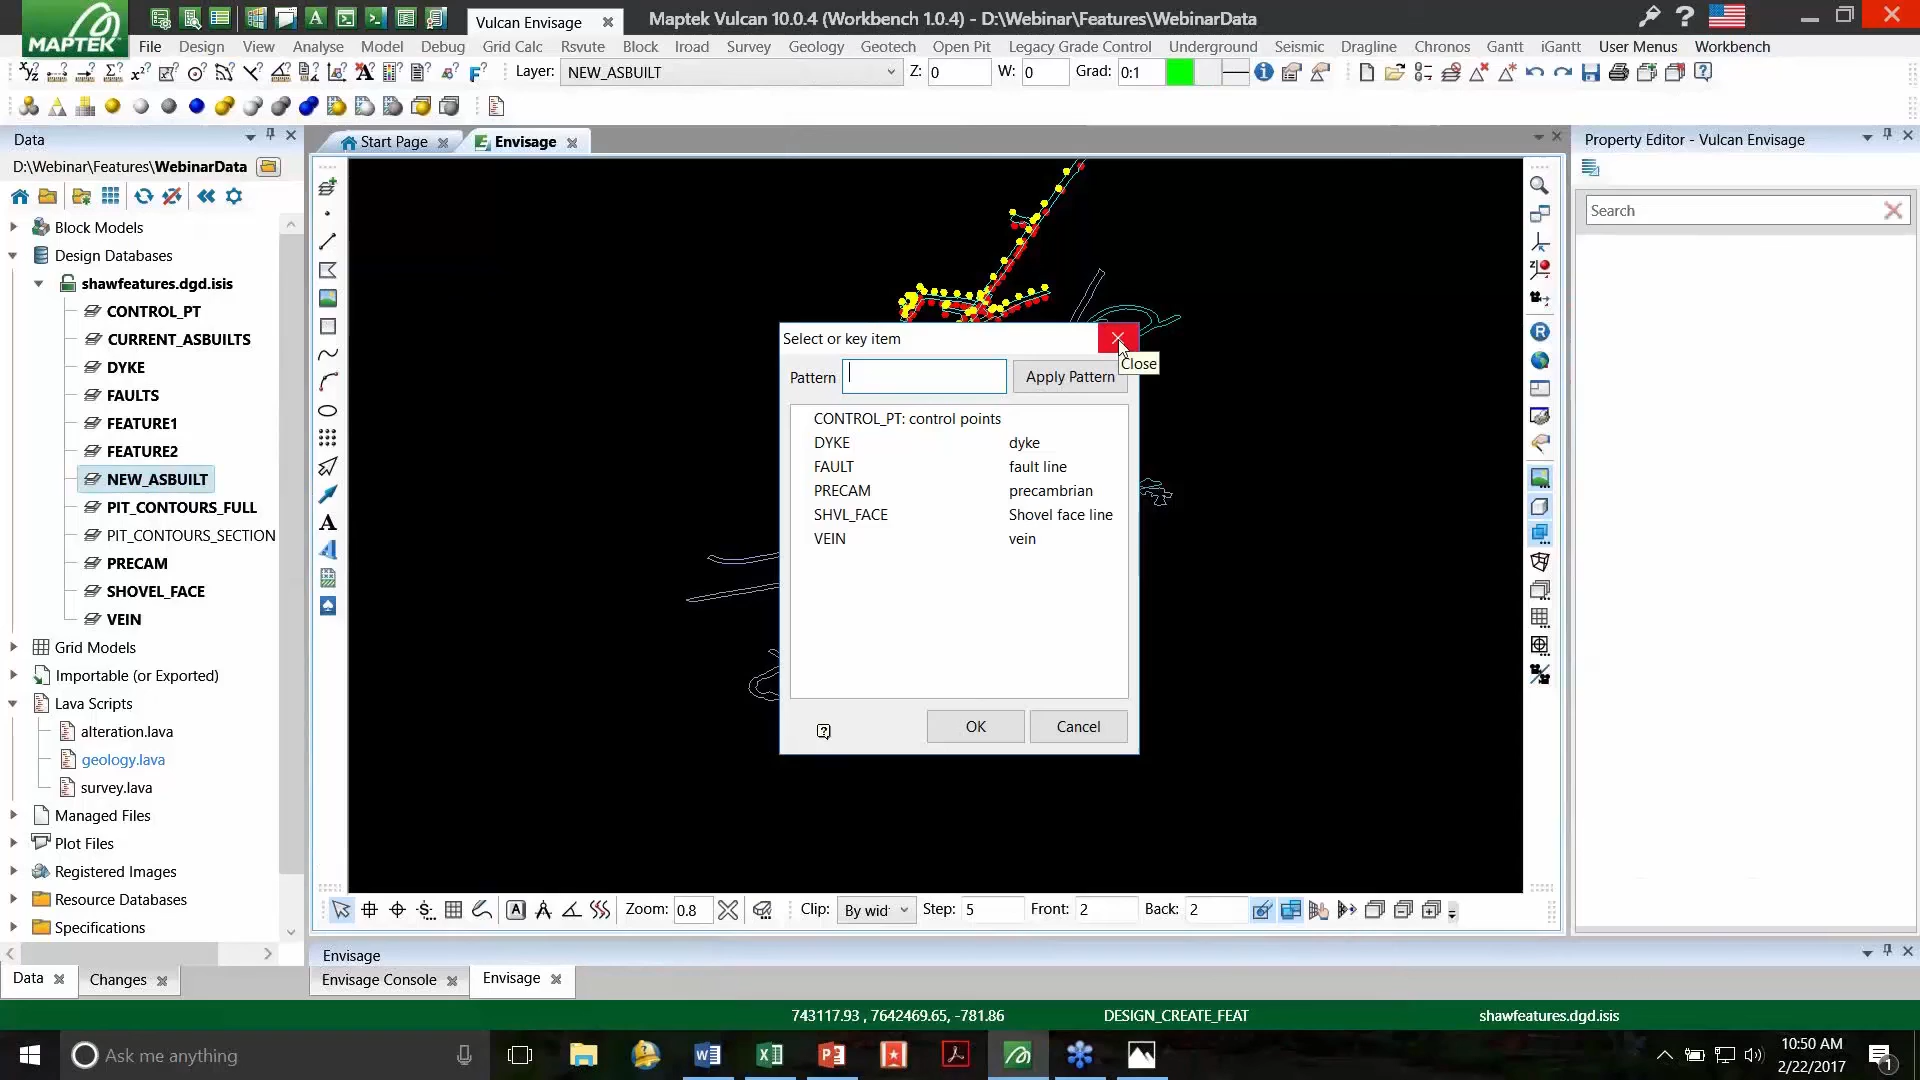 MAPTEK
Vulcan Envisage
Maptek Vulcan 10.0.4 (Workbench 1.0.4) - D:\Webinar\Features\WebinarData
File Design View Analyse Model Debug Grid Calc Rsvute Block Iroad Survey Geology Geotech Open Pit Legacy Grade Control Underground Seismic Dragline Chronos Gantt iGantt User Menus Workbench
Layer: NEW_ASBUILT Z: 0 W: 0 Grad: 0:1
Data
D:\Webinar\Features\WebinarData
Start Page
Envisage
Property Editor - Vulcan Envisage
Search
Block Models
Design Databases
shawfeatures.dgd.isis
CONTROL_PT
CURRENT_ASBUILTS
DYKE
FAULTS
FEATURE1
FEATURE2
NEW_ASBUILT
PIT_CONTOURS_FULL
PIT_CONTOURS_SECTION
PRECAM
SHOVEL_FACE
VEIN
Grid Models
Importable (or Exported)
Lava Scripts
alteration.lava
geology.lava
survey.lava
Managed Files
Plot Files
Registered Images
Resource Databases
Specifications
Select or key item
Close
Pattern
Apply Pattern
CONTROL_PT: control points
DYKE dyke
FAULT fault line
PRECAM precambrian
SHVL_FACE Shovel face line
VEIN vein
OK
Cancel
Zoom: 0.8 Clip: By wid Step: 5 Front: 2 Back: 2
Envisage
Data
Changes
Envisage Console
Envisage
743117.93 , 7642469.65, -781.86
DESIGN_CREATE_FEAT
shawfeatures.dgd.isis
Ask me anything
10:50 AM
2/22/2017
1